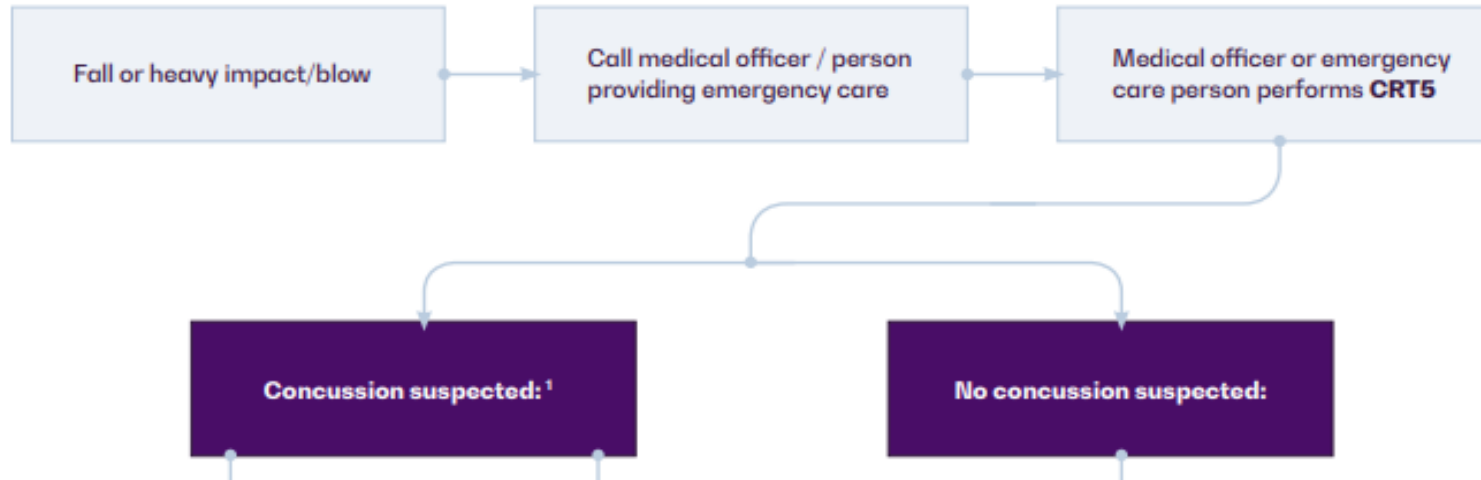 Fall or heavy impact/blow
Call medical officer / person
providing emergency care
Medical officer or emergency
care person performs CRT5
Concussion suspected: ¹
No concussion suspected: